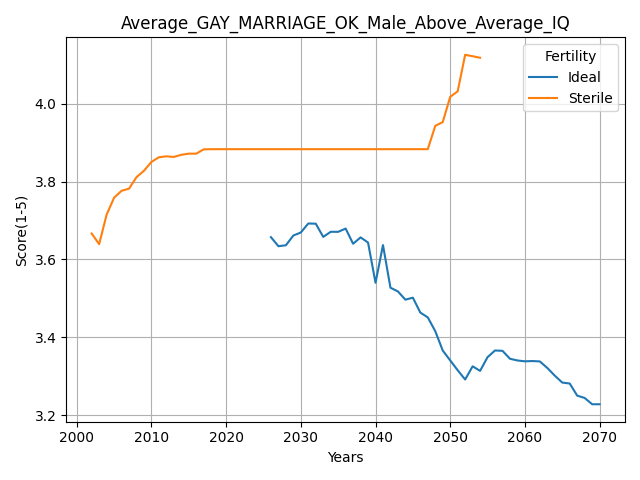 Average_GAY_MARRIAGE_OK_Male_Above_Average_IQ
Fertility
Ideal
Sterile
Score(1-5)
4.0
3.8
3.6
3.4
3.2
2000 2010 2020 2030 2040 2050 2060 2070
Years